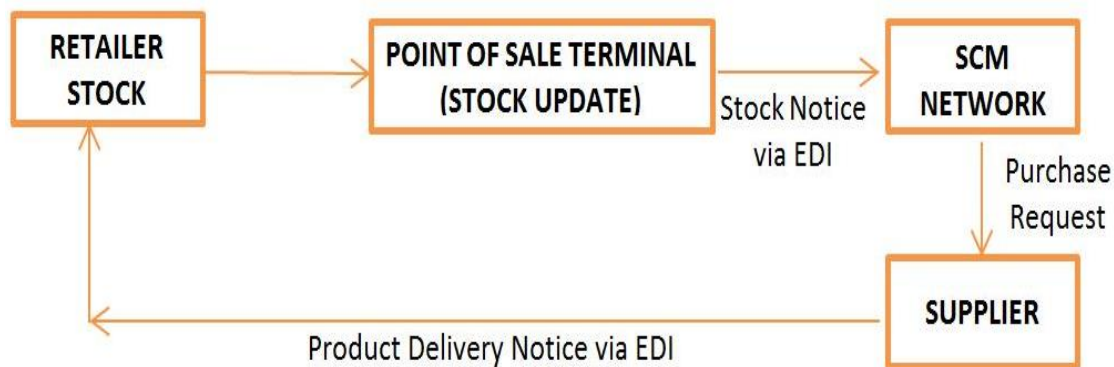 RETAILER
STOCK
POINT OF SALE TERMINAL
(STOCK UPDATE)
Stock Notice
via EDI
SCM
NETWORK
Purchase
Request
SUPPLIER
Product Delivery Notice via EDI